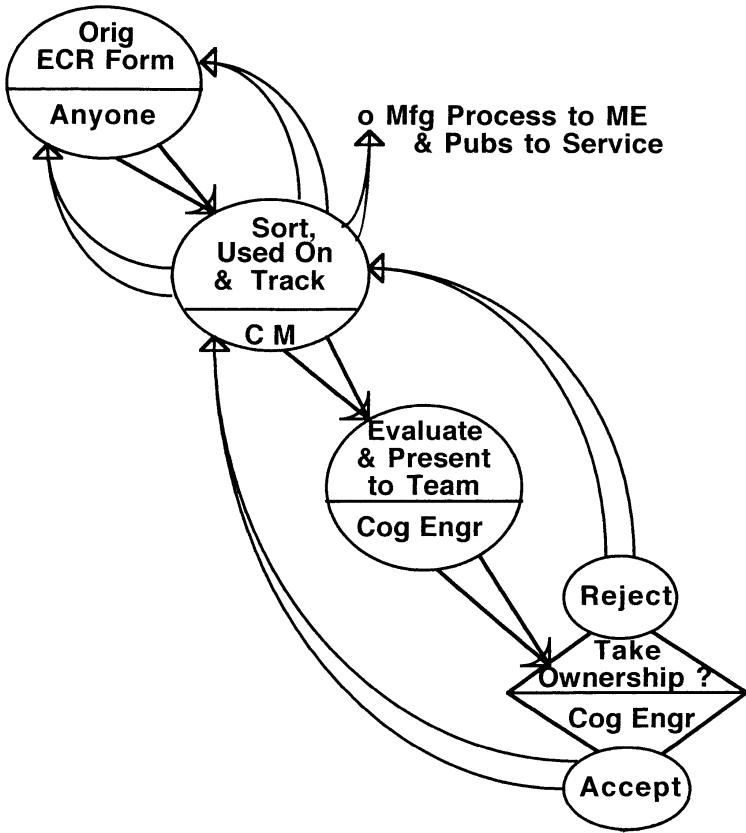 Orig
ECR Form
Anyone
o Mfg Process to ME
& Pubs to Service
Sort,
Used On
& Track
C M
Evaluate
& Present
to Team
Cog Engr
Reject
Take
Ownership ?
Cog Engr
Accept